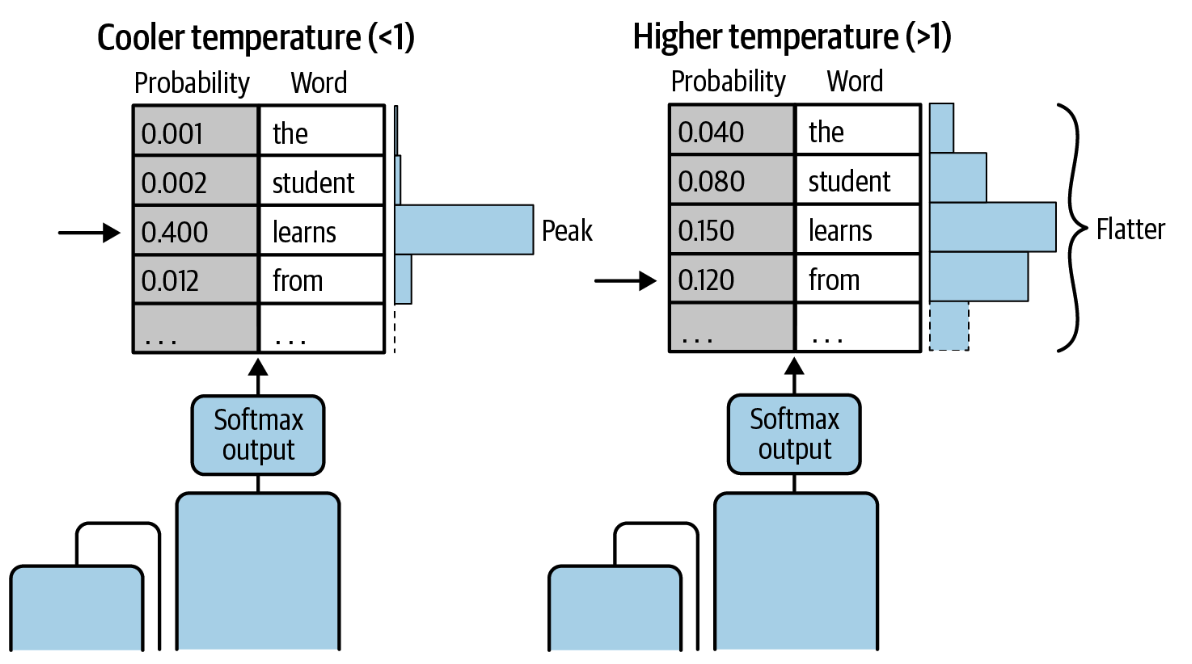 Cooler temperature (<1)
Probability Word
0.001 the
0.002 student
0.400 learns
0.012 from
... ...
Peak
Softmax
output
Higher temperature (>1)
Probability Word
0.040 the
0.080 student
0.150 learns
0.120 from
... ...
Flatter
Softmax
output